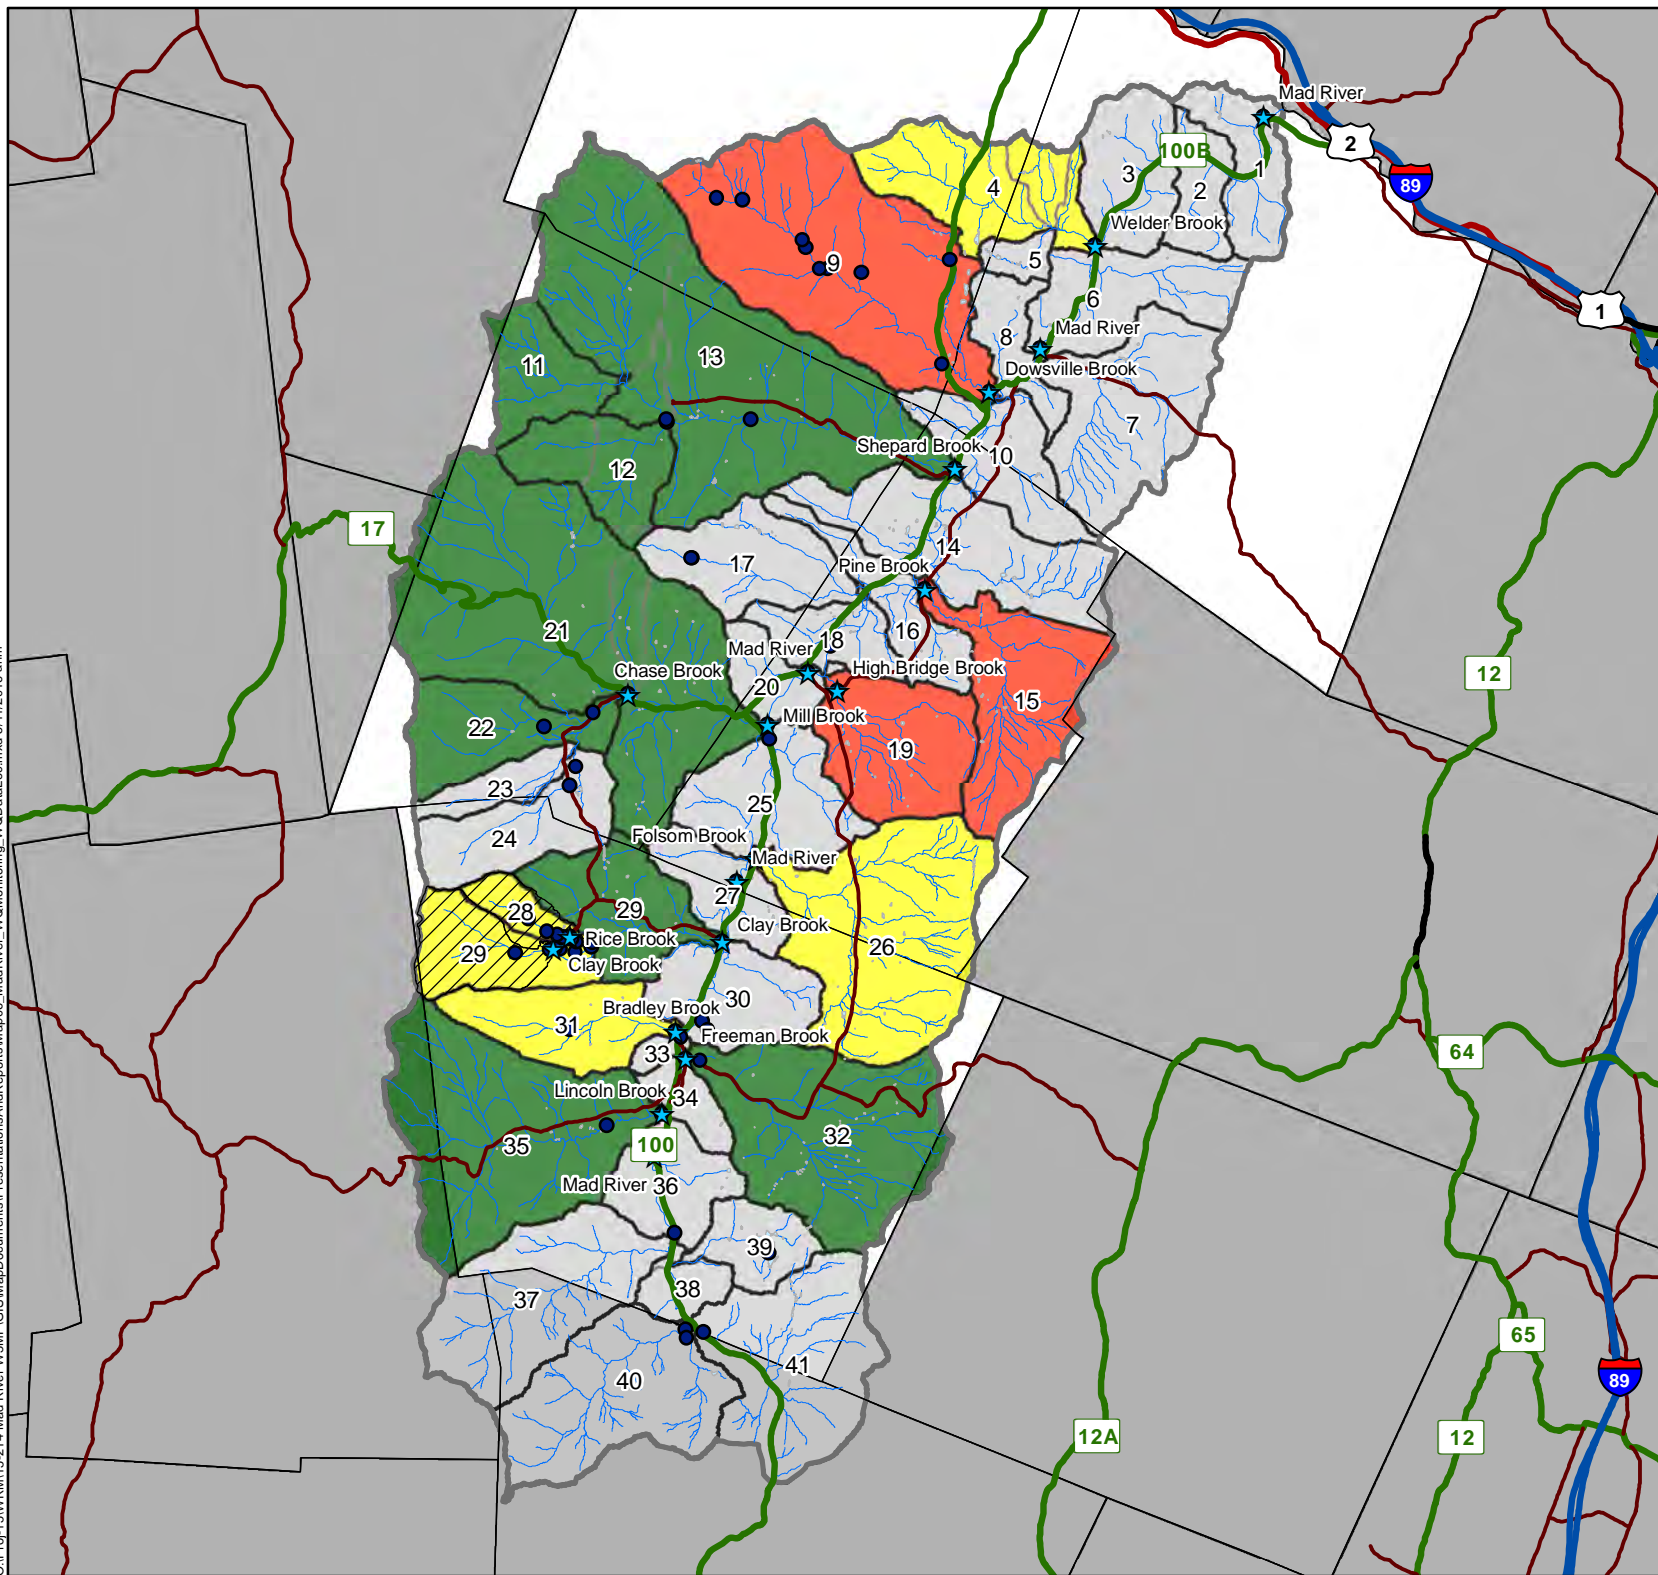 Mad River
2
100B
1
3
89
4
2
Welder Brook
5
9
6
1
Mad River
8
13
11
Dowsville Brook
7
Shepard Brook
10
12
17
14
17
Pine Brook
21
18
16
Mad River
High Bridge Brook
Chase Brook
12
20
15
Mill Brook
22
19
23
25
24
Folsom Brook
Mad River
27
28
29
Clay Brook
Rice Brook
26
29
Clay Brook
30
Bradley Brook
31
Freeman Brook
33
64
Lincoln Brook
34
32
35
100
Mad River
36
39
38
37
65
41
40
89
12A
12